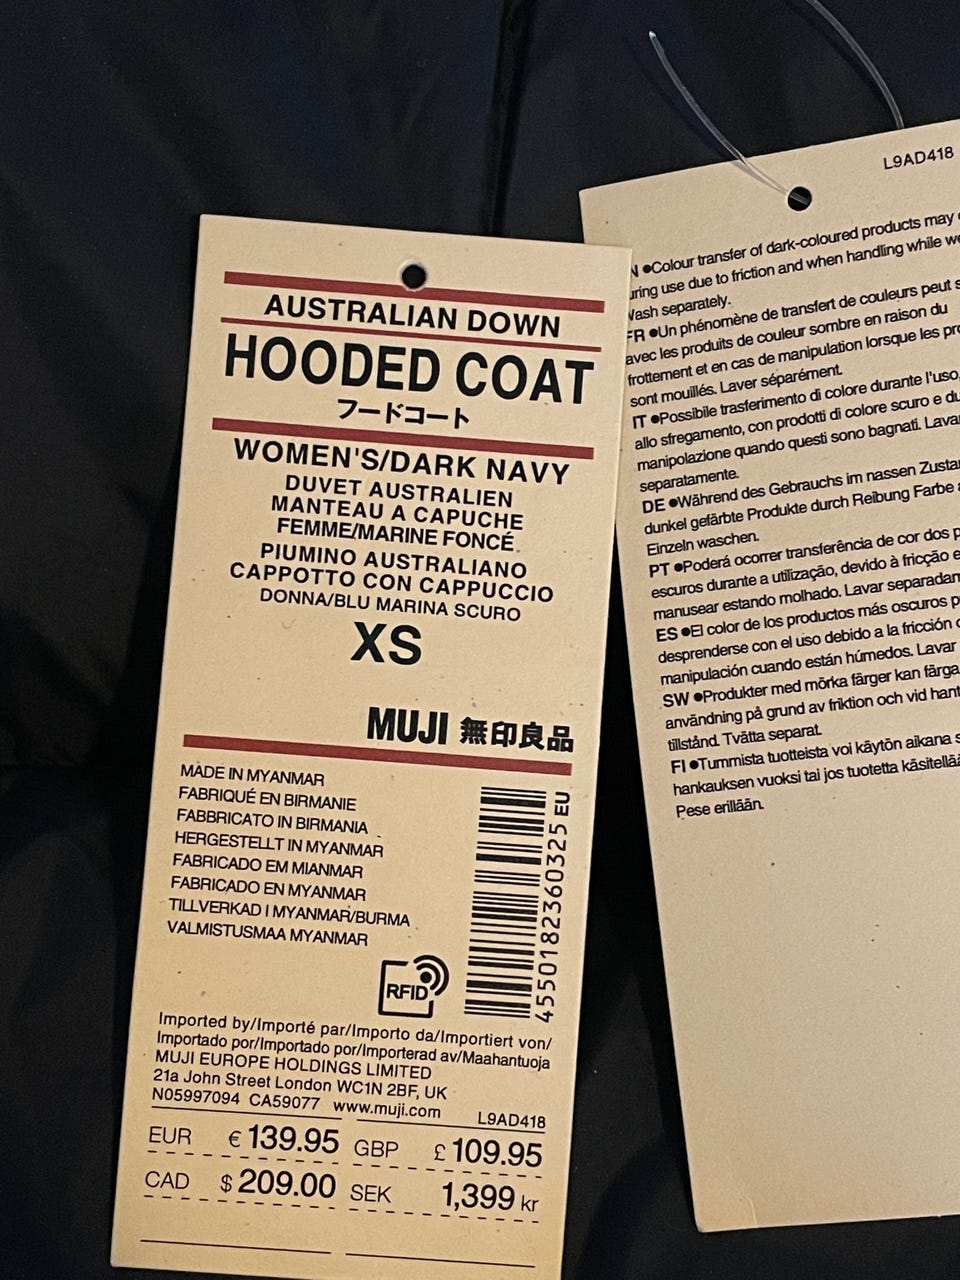 AUSTRALIAN DOWN
HOODED COAT
フードコート
WOMEN'S/DARK NAVY
DUVET AUSTRALIEN
MANTEAU A CAPUCHE
FEMME/MARINE FONCÉ
PIUMINO AUSTRALIANO
CAPPOTTO CON CAPPUCCIO
DONNA/BLU MARINA SCURO
XS
MUJI 無印良品
MADE IN MYANMAR
FABRIQUÉ EN BIRMANIE
FABBRICATO IN BIRMANIA
HERGESTELLT IN MYANMAR
FABRICADO EM MIANMAR
FABRICADO EN MYANMAR
TILLVERKAD I MYANMAR/BURMA
VALMISTUSMAA MYANMAR
4550182360325 EU
RFID
Imported by/Importé par/Importo da/Importiert von/
Importado por/Importado por/Importerad av/Maahantuoja
MUJI EUROPE HOLDINGS LIMITED
21a John Street London WC1N 2BF, UK
N05997094 CA59077 www.muji.com L9AD418
EUR € 139.95 GBP £ 109.95
CAD $ 209.00 SEK 1,399 kr
L9AD418
●Colour transfer of dark-coloured products may
use due to friction and when handling while
separately.
FR ●Un phénomène de transfert de couleurs peut
avec les produits de couleur sombre en raison du
frottement et en cas de manipulation lorsque les
sont mouillés. Laver séparément.
IT ●Possibile trasferimento di colore durante l'uso,
allo sfregamento, con prodotti di colore scuro e
manipolazione quando questi sono bagnati.
separatamente.
DE ●Während des Gebrauchs im nassen
dunkel gefärbte Produkte durch Reibung Farbe
Einzeln waschen.
PT ●Poderá ocorrer transferência de cor dos
escuros durante a utilização, devido à fricção e
manusear estando molhado. Lavar
ES ●El color de los productos más oscuros
desprenderse con el uso debido a la fricción
manipulación cuando están húmedos. Lavar
SW ●Produkter med mörka färger kan färga
användning på grund av friktion och vid
tillstånd. Tvätta separat.
FI ●Tummista tuotteista voi käytön aikana
hankauksen vuoksi tai jos tuotetta
Pese erillään.